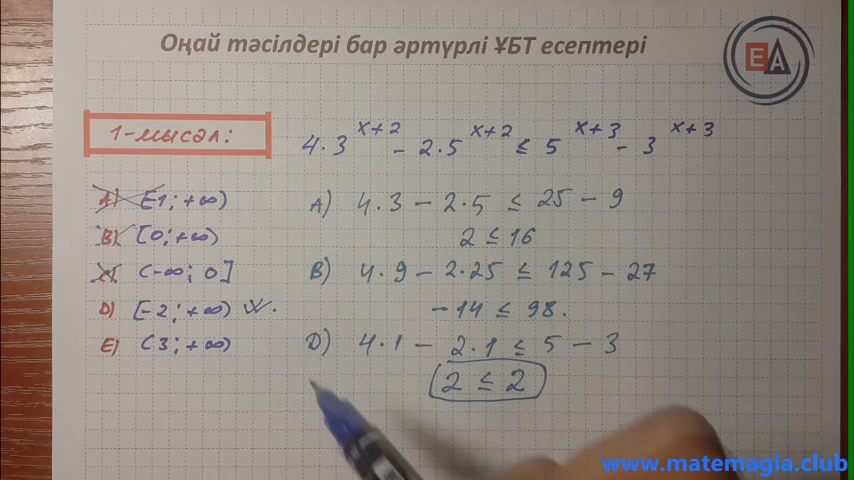 Оңай тәсілдері бар әртүрлі ҰБТ есептері
EA
1-мысал:
4·3^(x+2) - 2·5^(x+2) ≤ 5^(x+3) - 3^(x+3)
A) [-1; +∞)
B) [0; +∞)
C) (-∞; 0]
D) [-2; +∞) ✓.
E) (3; +∞)
A) 4·3 - 2·5 ≤ 25 - 9
2 ≤ 16
B) 4·9 - 2·25 ≤ 125 - 27
-14 ≤ 98.
D) 4·1 - 2·1 ≤ 5 - 3
2 ≤ 2
www.matemagia.club